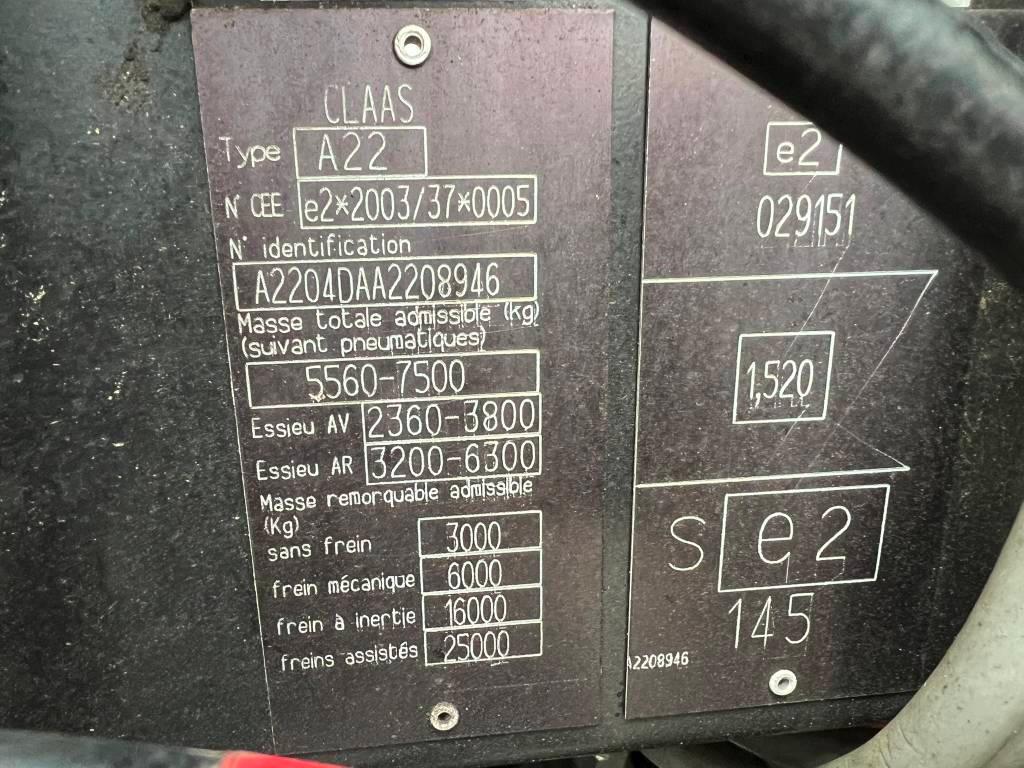 CLAAS
Type A22
N° CEE e2*2003/37*0005
N° identification
A2204DAA2208946
Masse totale admissible (kg)
(suivant pneumatiques)
5560-7500
Essieu AV 2360-3800
Essieu AR 3200-6300
Masse remorquable admissible
(Kg)
sans frein 3000
frein mécanique 6000
frein à inertie 16000
freins assistés 25000
e2
029151
1,520
S e2
145
A2208946